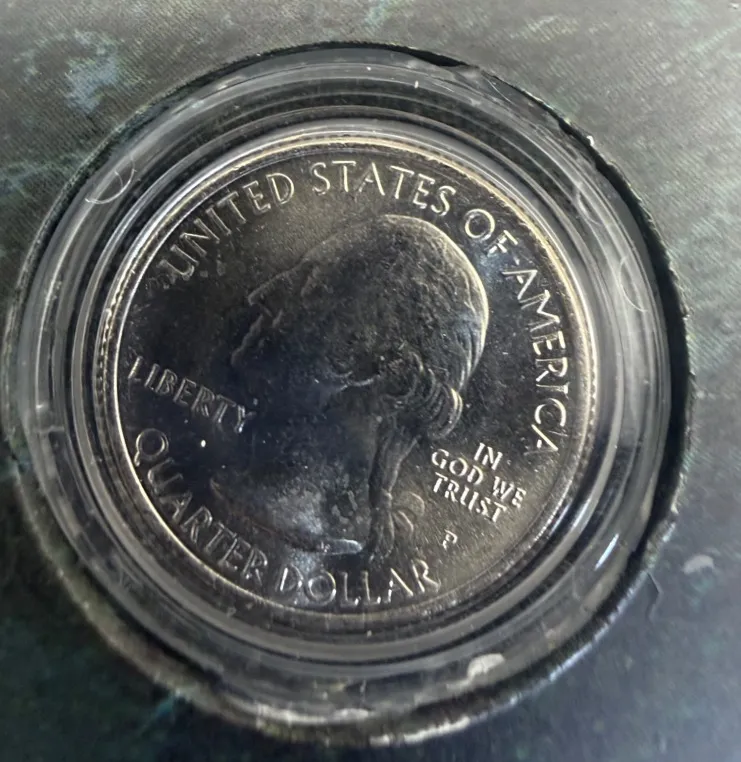 UNITED STATES OF AMERICA
LIBERTY
IN
GOD WE
TRUST
P
QUARTER DOLLAR